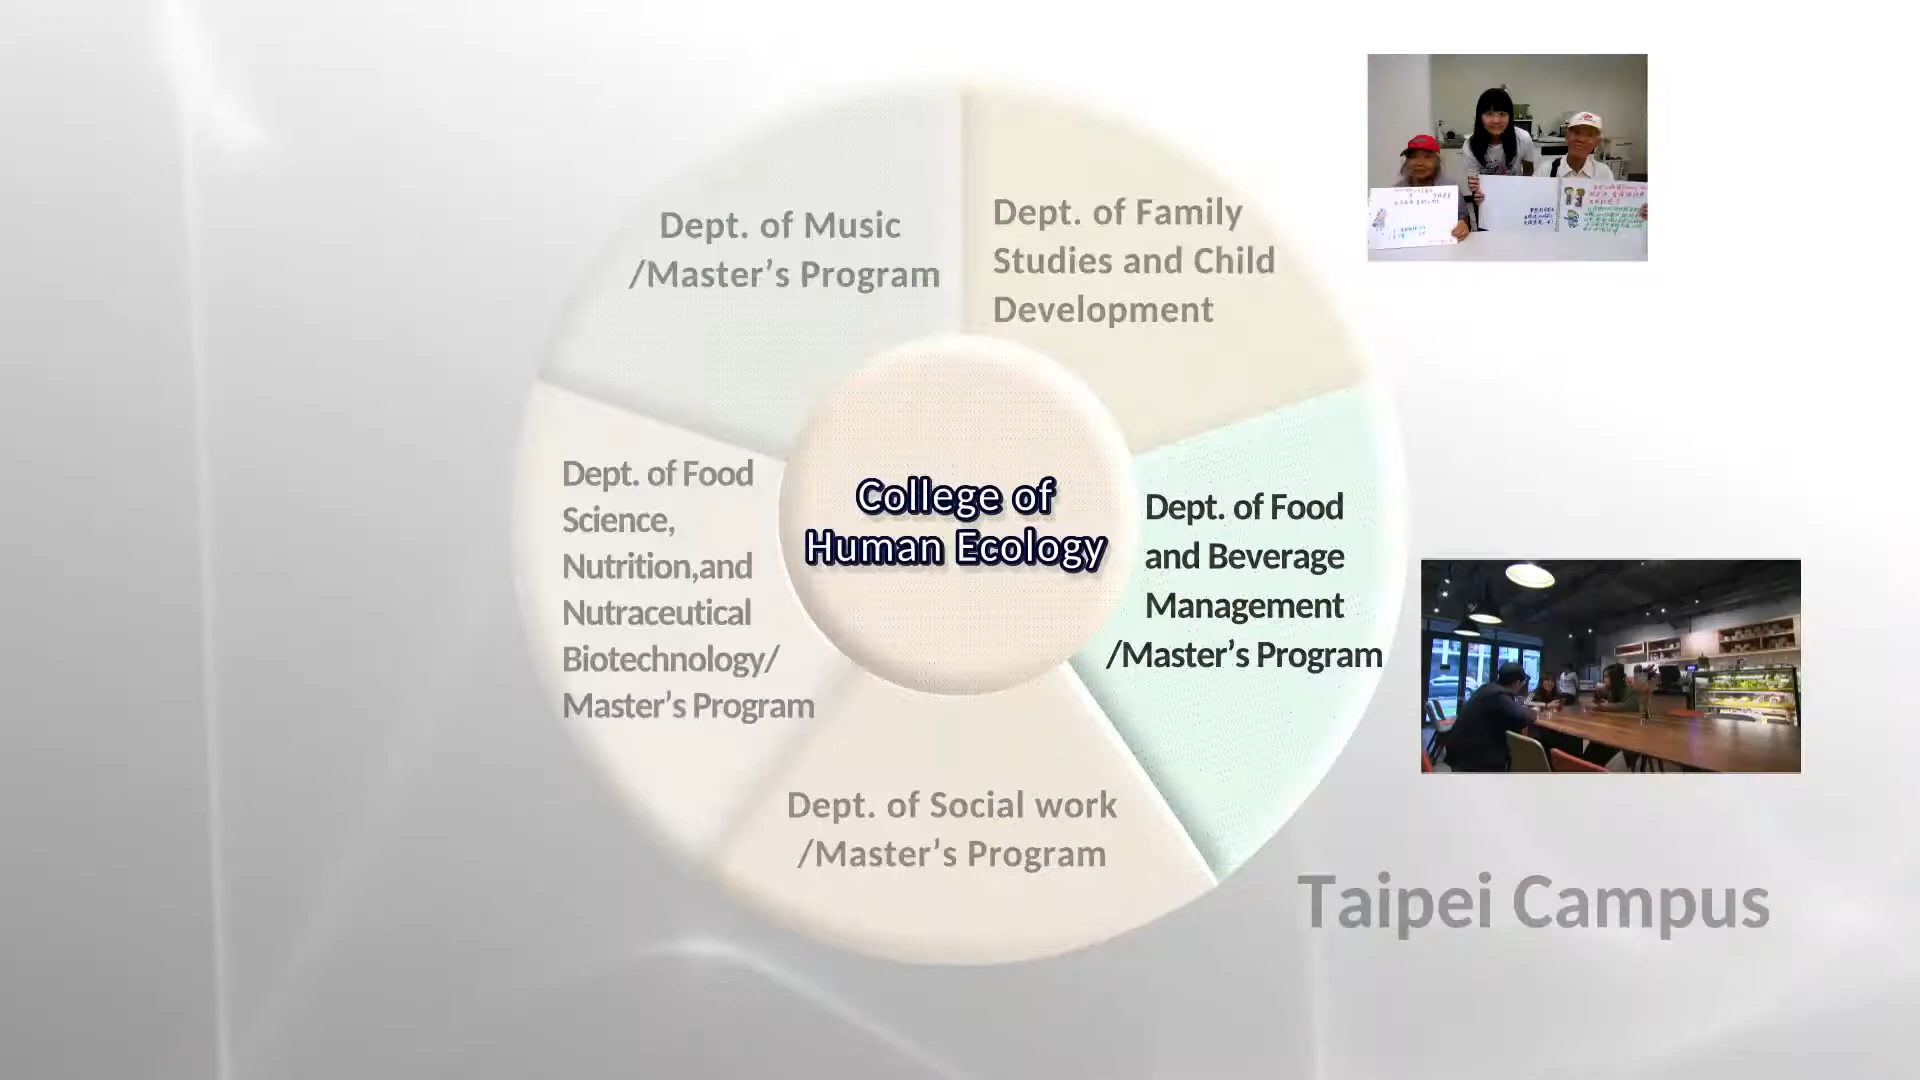 Dept. of Music
/Master’s Program
Dept. of Family
Studies and Child
Development
Dept. of Food
Science,
Nutrition,and
Nutraceutical
Biotechnology/
Master’s Program
College of
Human Ecology
Dept. of Food
and Beverage
Management
/Master’s Program
Dept. of Social work
/Master’s Program
Taipei Campus